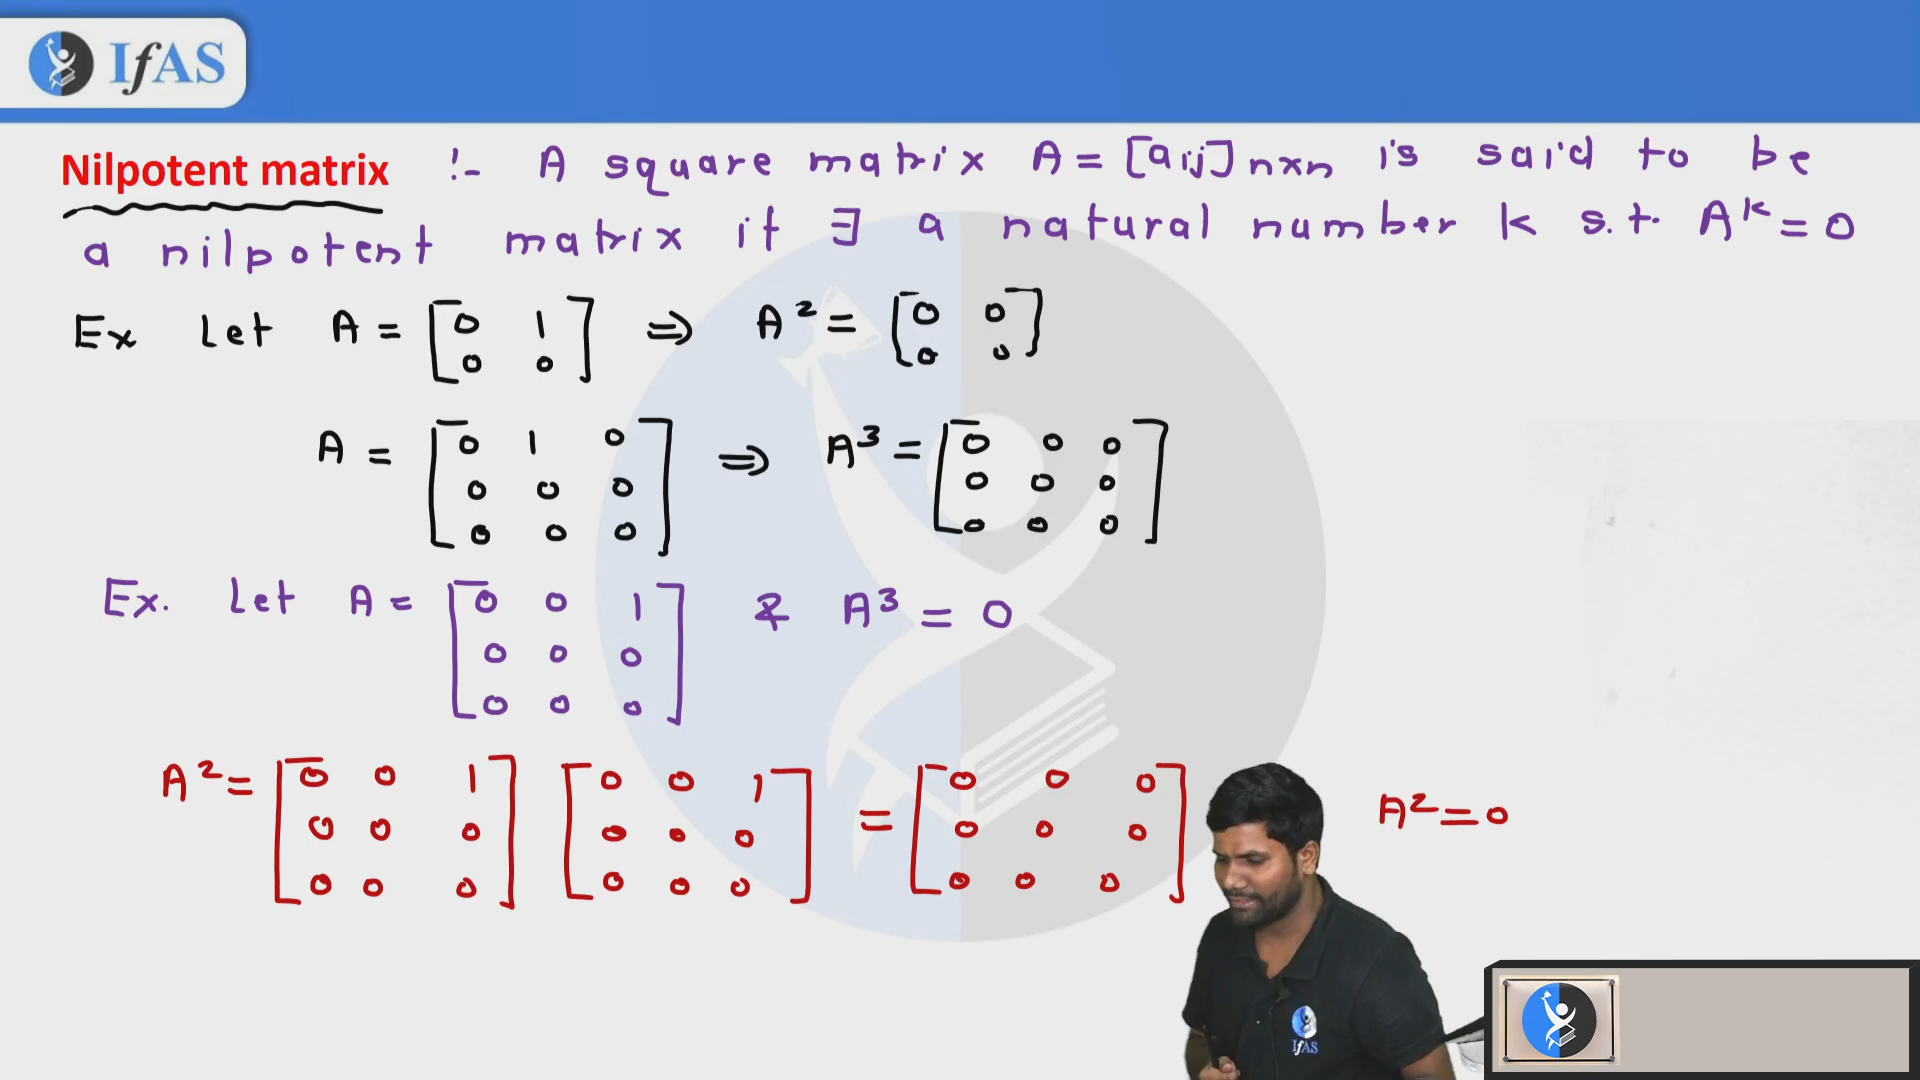 IfAS
Nilpotent matrix :- A square matrix A = [aij]n×n is said to be
a nilpotent matrix if ∃ a natural number k s.t. A^k = 0
Ex Let A = [0 1
0 0] ⇒ A² = [0 0
0 0]
A = [0 1 0
0 0 0
0 0 0] ⇒ A³ = [0 0 0
0 0 0
0 0 0]
Ex. Let A = [0 0 1
0 0 0
0 0 0] & A³ = 0
A² = [0 0 1
0 0 0
0 0 0] [0 0 1
0 0 0
0 0 0] = [0 0 0
0 0 0
0 0 0] A² = 0
IfAS